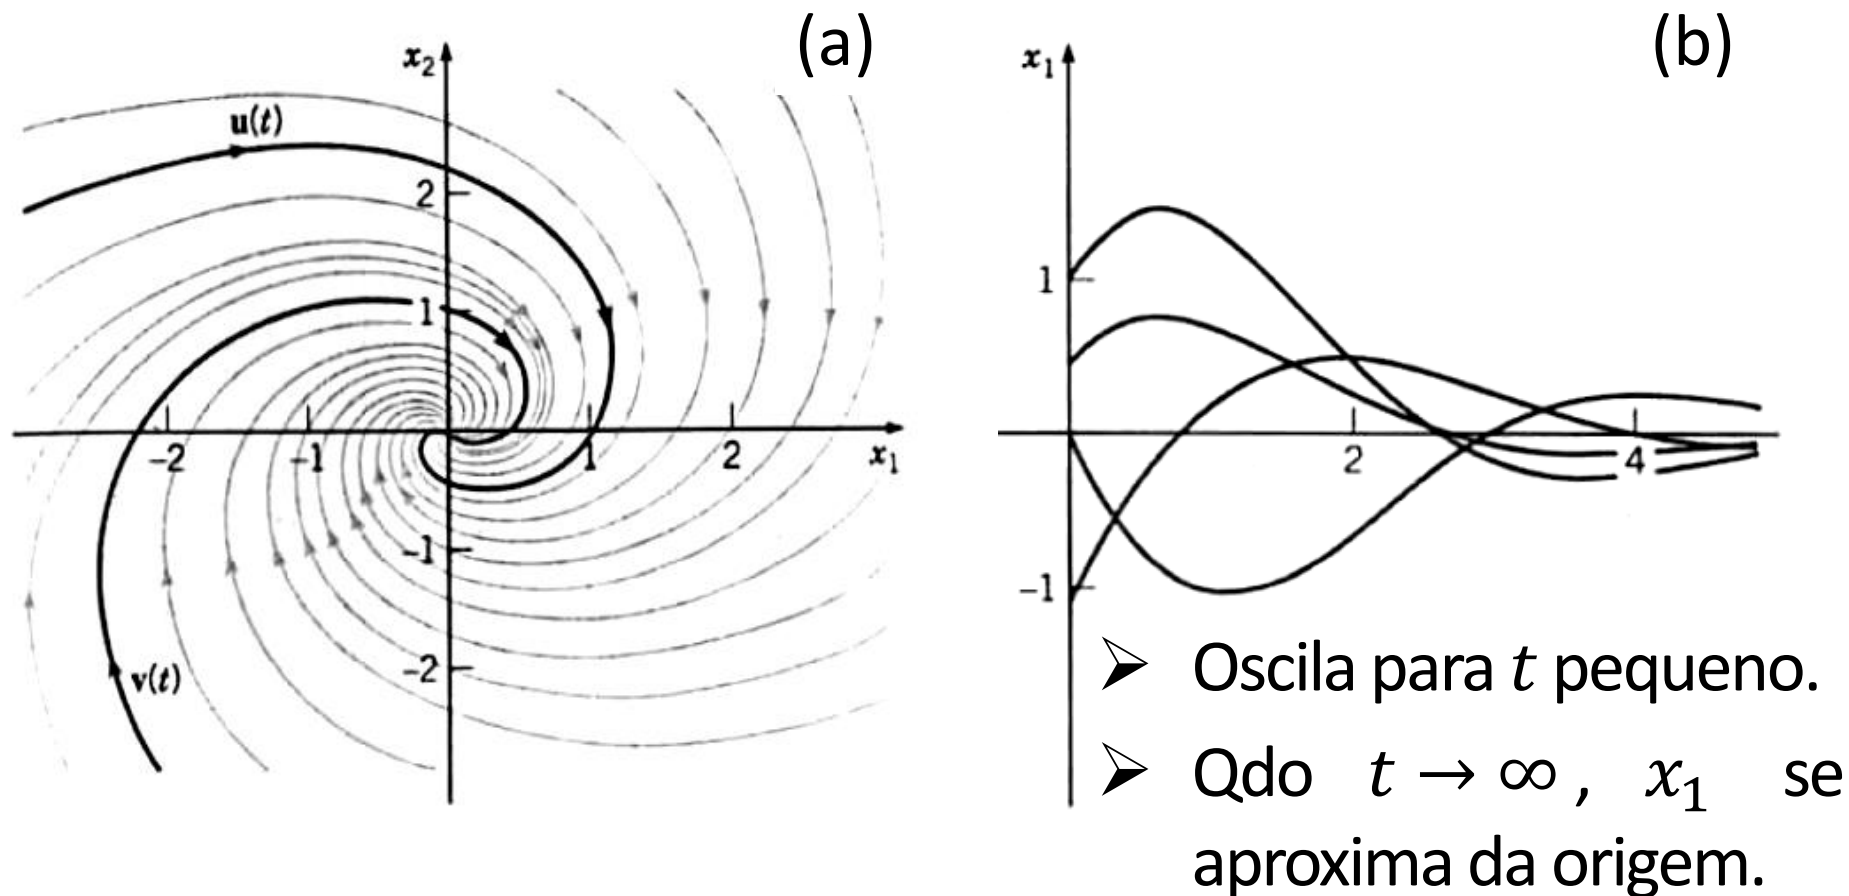 (a)
x₂
u(t)
2
1
-2 -1 1 2 x₁
-1
-2
v(t)
(b)
x₁
1
2 4
-1
➢ Oscila para t pequeno.
➢ Qdo t → ∞, x₁ se
aproxima da origem.